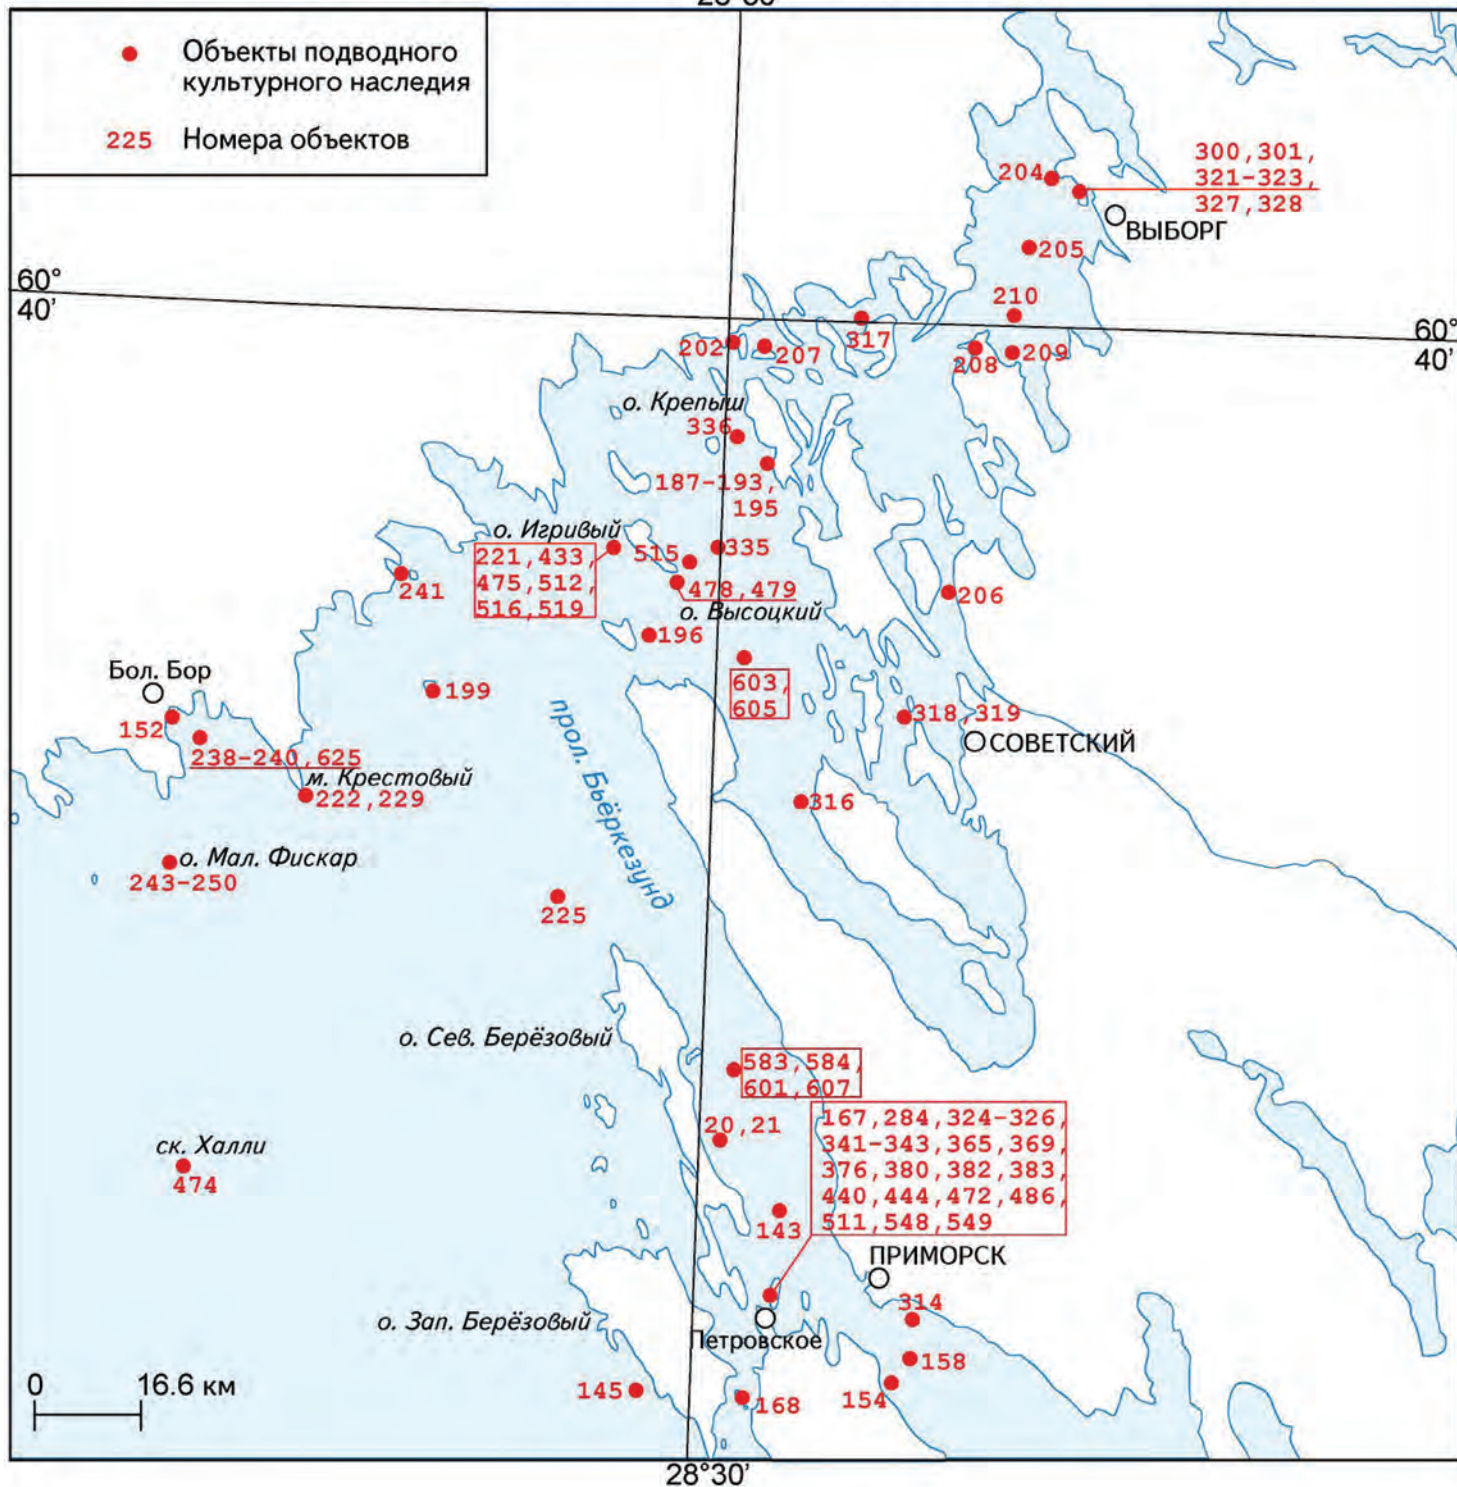 Объекты подводного
культурного наследия
225 Номера объектов
300,301,
321-323,
327,328
204
ВЫБОРГ
205
60°
40'
210
60°
40'
317
202
207
208
209
о. Крепыш
336
187-193,
195
о. Игривый
221,433,
475,512,
516,519
515
335
478,479
о. Высоцкий
241
206
196
Бол. Бор
603,
605
199
152
318,319
СОВЕТСКИЙ
238-240,625
м. Крестовый
222,229
прол. Бьёркезунд
316
о. Мал. Фискар
243-250
225
о. Сев. Берёзовый
583,584,
601,607
20,21
167,284,324-326,
341-343,365,369,
376,380,382,383,
440,444,472,486,
511,548,549
ск. Халли
474
143
ПРИМОРСК
314
о. Зап. Берёзовый
Петровское
158
0 16.6 км
145
168
154
28°30'